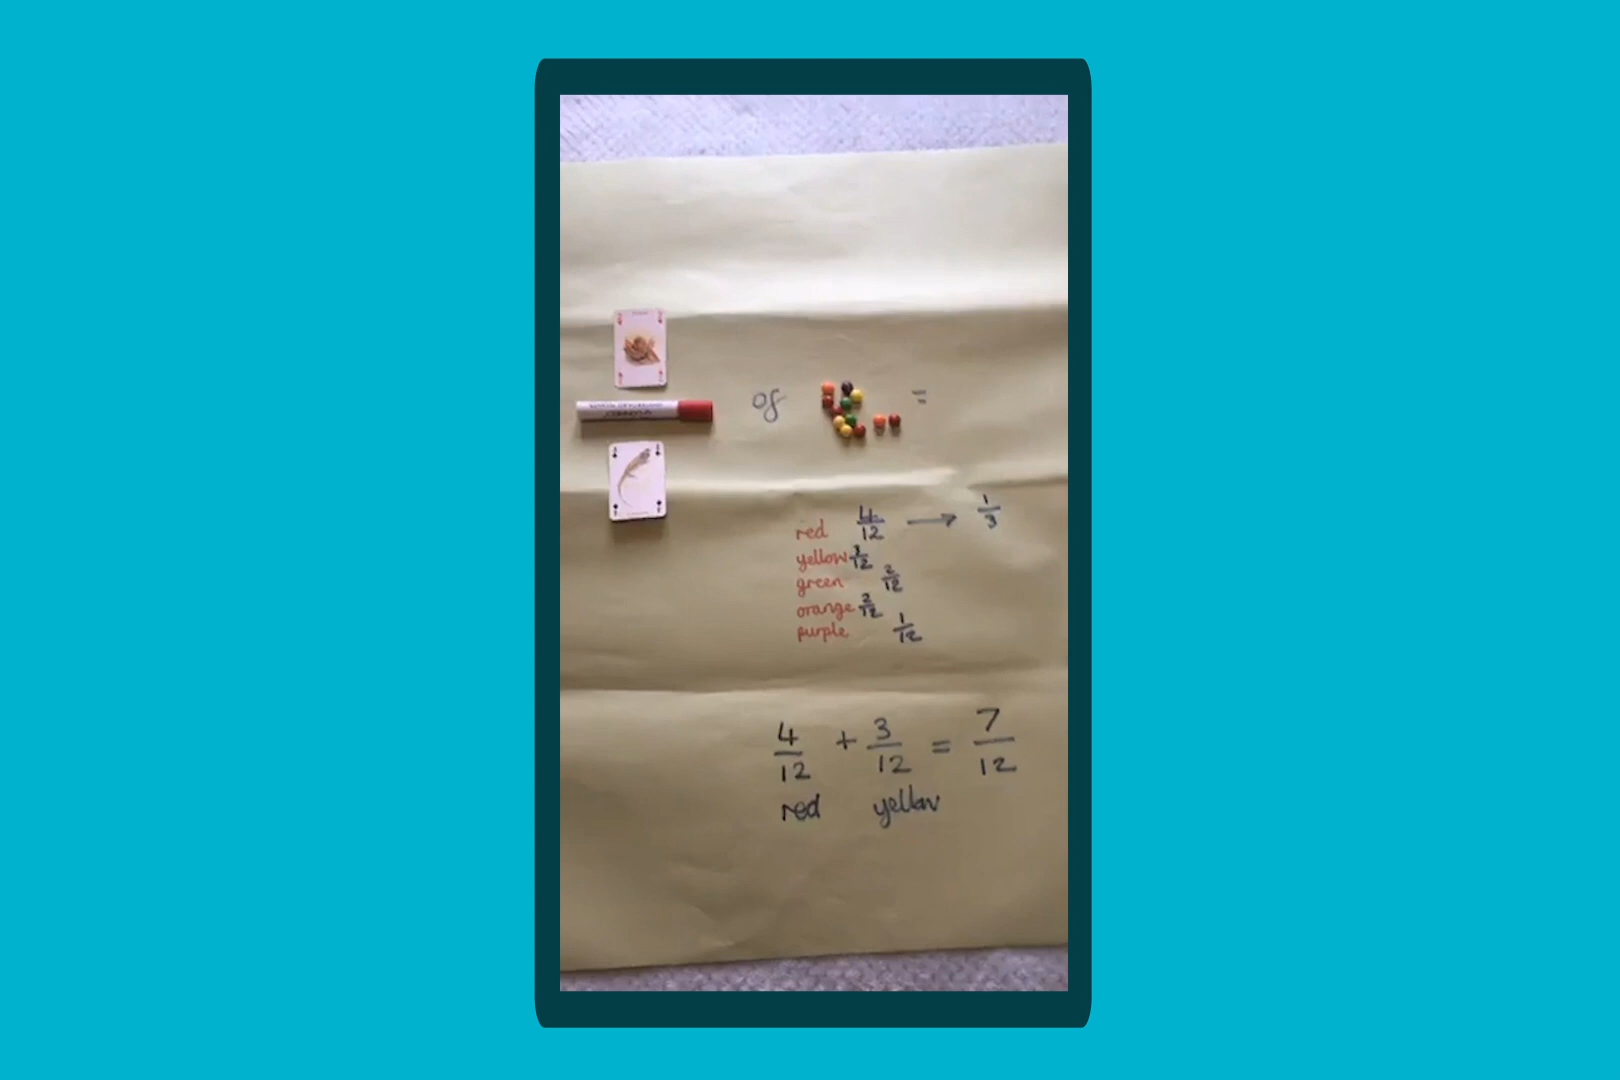 of =
red 4/12 → 1/3
yellow 3/12
green 2/12
orange 2/12
purple 1/12
4/12 + 3/12 = 7/12
red yellow